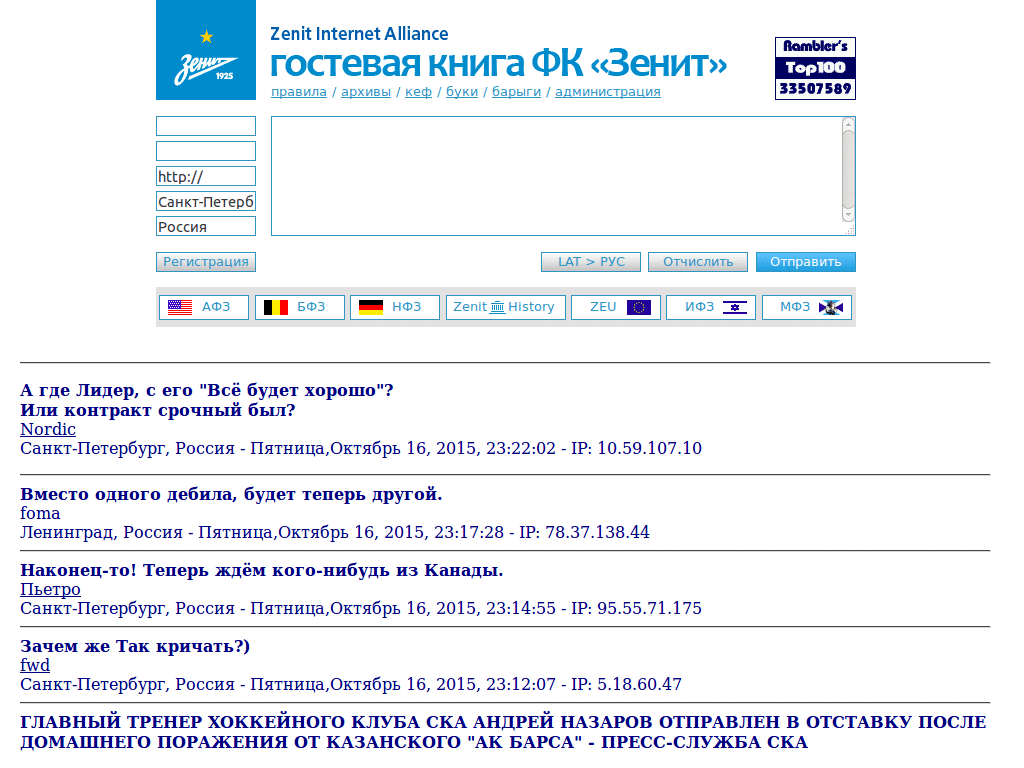 Зенит
1925
Zenit Internet Alliance
гостевая книга ФК «Зенит»
правила / архивы / кеф / буки / барыги / администрация
Rambler's
Top100
33507589
http://
Санкт-Петерб
Россия
Регистрация
LAT > РУС
Отчислить
Отправить
АФЗ
БФЗ
НФЗ
Zenit History
ZEU
ИФЗ
МФЗ
А где Лидер, с его "Всё будет хорошо"?
Или контракт срочный был?
Nordic
Санкт-Петербург, Россия - Пятница,Октябрь 16, 2015, 23:22:02 - IP: 10.59.107.10
Вместо одного дебила, будет теперь другой.
foma
Ленинград, Россия - Пятница,Октябрь 16, 2015, 23:17:28 - IP: 78.37.138.44
Наконец-то! Теперь ждём кого-нибудь из Канады.
Пьетро
Санкт-Петербург, Россия - Пятница,Октябрь 16, 2015, 23:14:55 - IP: 95.55.71.175
Зачем же Так кричать?)
fwd
Санкт-Петербург, Россия - Пятница,Октябрь 16, 2015, 23:12:07 - IP: 5.18.60.47
ГЛАВНЫЙ ТРЕНЕР ХОККЕЙНОГО КЛУБА СКА АНДРЕЙ НАЗАРОВ ОТПРАВЛЕН В ОТСТАВКУ ПОСЛЕ
ДОМАШНЕГО ПОРАЖЕНИЯ ОТ КАЗАНСКОГО "АК БАРСА" - ПРЕСС-СЛУЖБА СКА